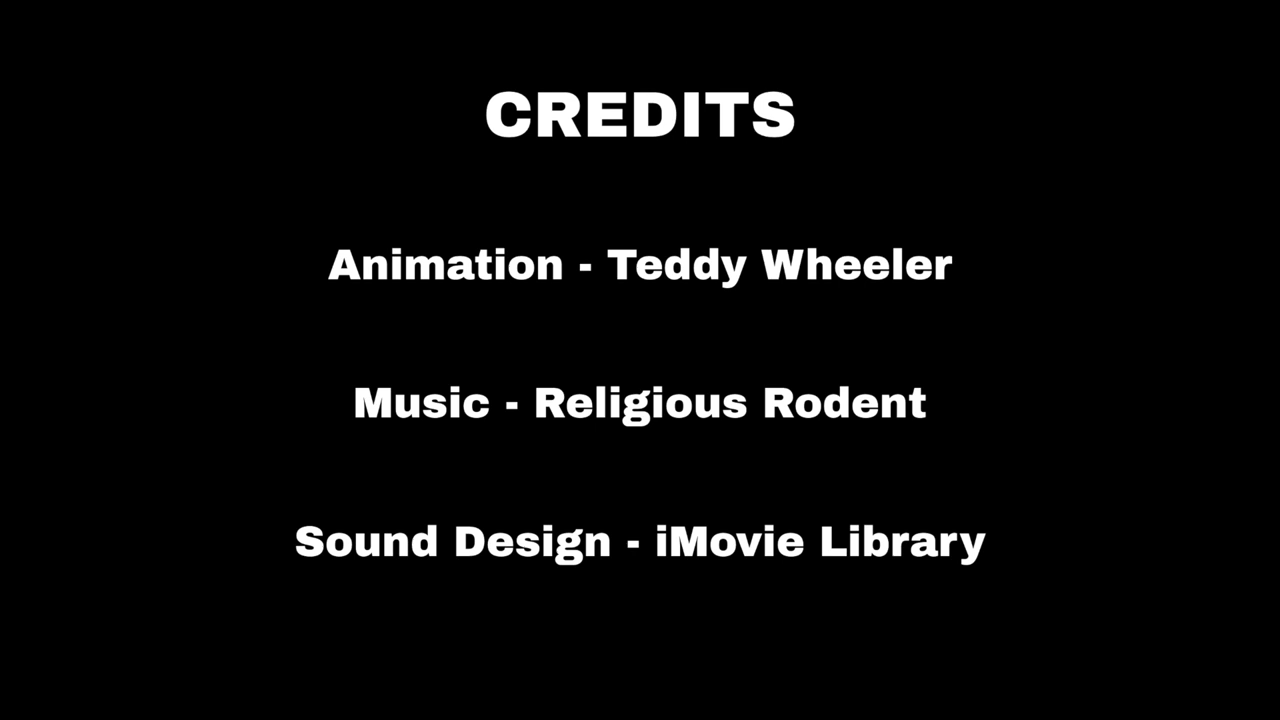 CREDITS
Animation - Teddy Wheeler
Music - Religious Rodent
Sound Design - iMovie Library